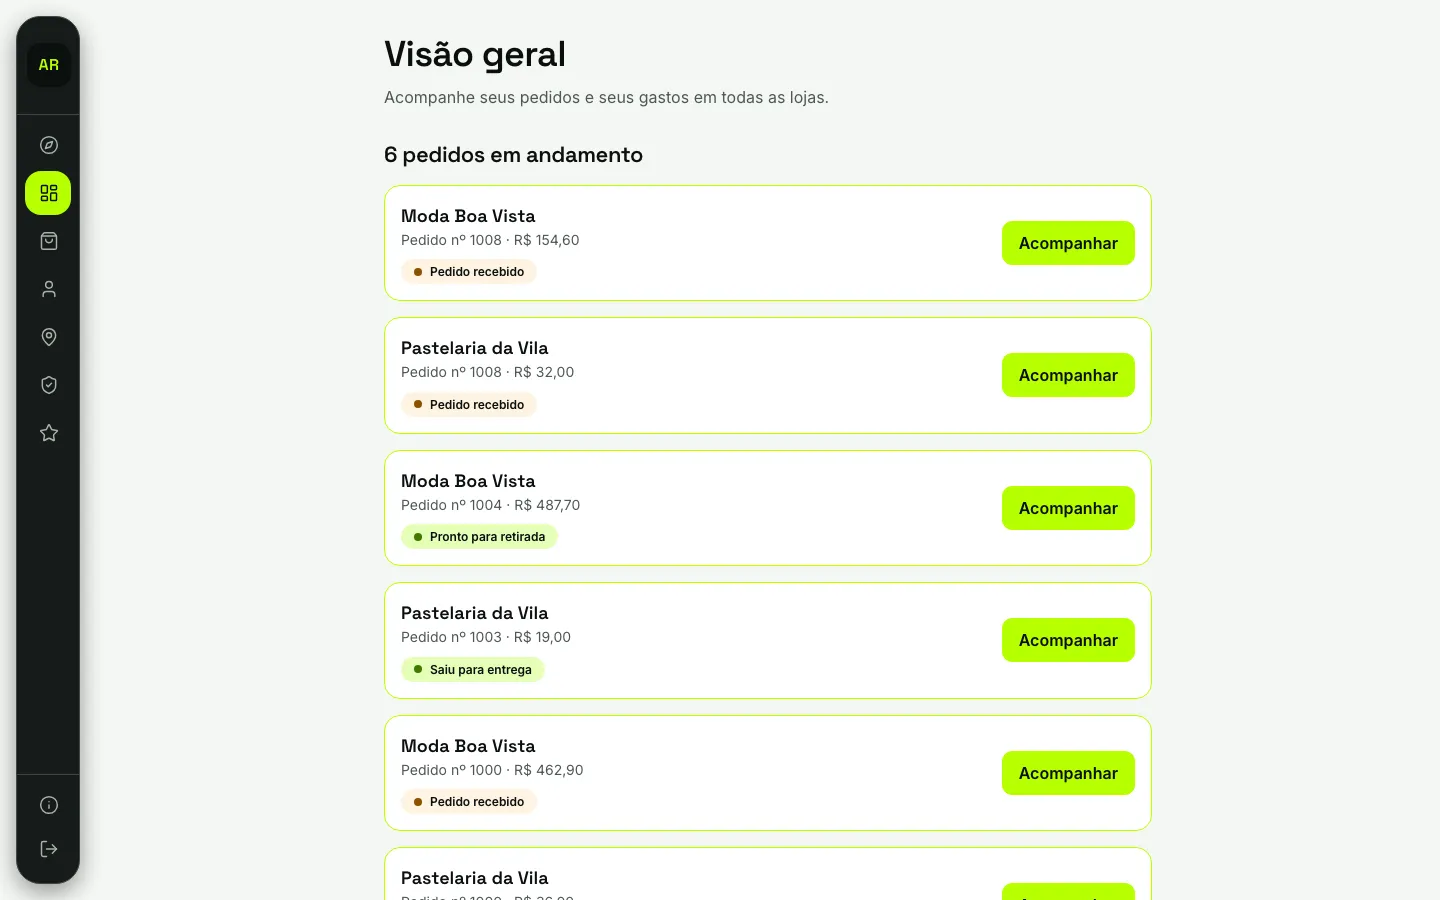 AR
Visão geral
Acompanhe seus pedidos e seus gastos em todas as lojas.
6 pedidos em andamento
Moda Boa Vista
Pedido nº 1008 · R$ 154,60
Pedido recebido
Acompanhar
Pastelaria da Vila
Pedido nº 1008 · R$ 32,00
Pedido recebido
Acompanhar
Moda Boa Vista
Pedido nº 1004 · R$ 487,70
Pronto para retirada
Acompanhar
Pastelaria da Vila
Pedido nº 1003 · R$ 19,00
Saiu para entrega
Acompanhar
Moda Boa Vista
Pedido nº 1000 · R$ 462,90
Pedido recebido
Acompanhar
Pastelaria da Vila